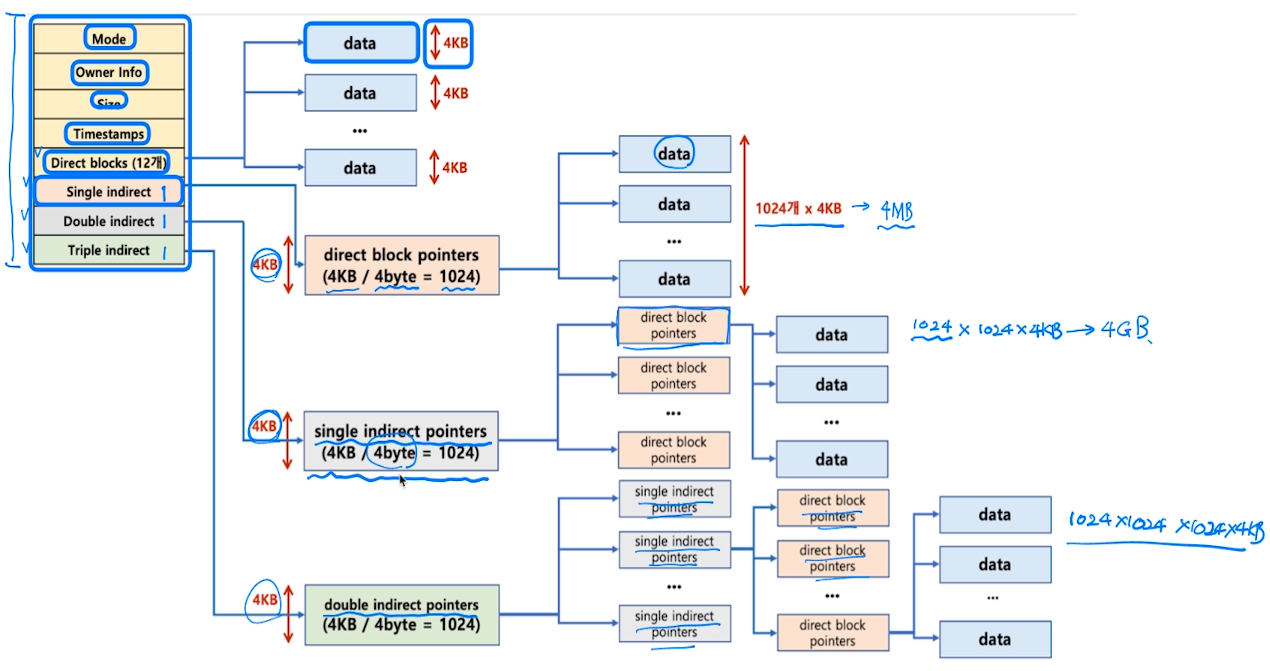 Mode
Owner Info
Size
Timestamps
Direct blocks (12개)
Single indirect 1
Double indirect 1
Triple indirect 1
data
4KB
data
4KB
...
data
4KB
4KB
direct block pointers
(4KB / 4byte = 1024)
data
data
...
data
1024개 x 4KB → 4MB
4KB
single indirect pointers
(4KB / 4byte = 1024)
direct block
pointers
direct block
pointers
...
direct block
pointers
data
data
...
data
1024 x 1024 x 4KB → 4GB
4KB
double indirect pointers
(4KB / 4byte = 1024)
single indirect
pointers
single indirect
pointers
...
single indirect
pointers
direct block
pointers
direct block
pointers
...
direct block
pointers
data
data
...
data
1024 x 1024 x 1024 x 4KB